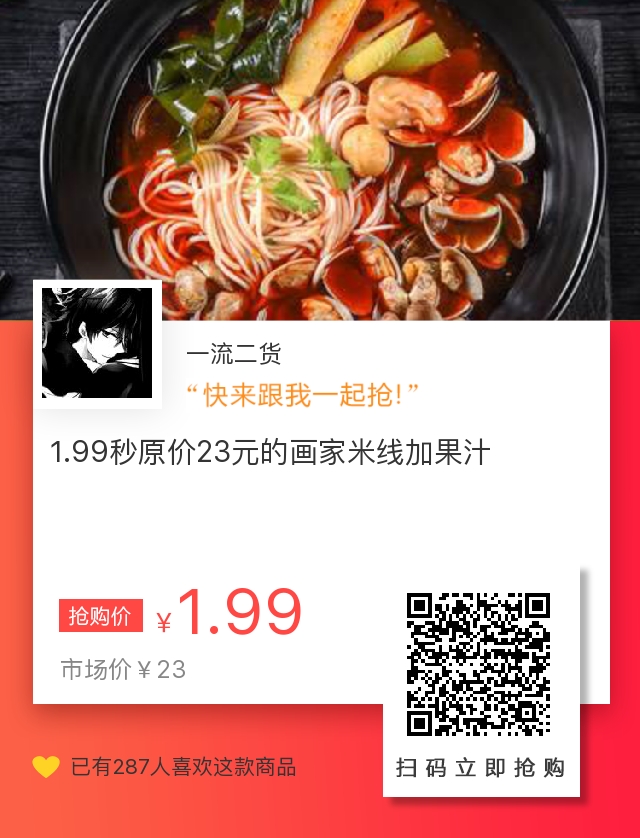 一流二货
“快来跟我一起抢!”
1.99秒原价23元的画家米线加果汁
抢购价 ¥1.99
市场价¥23
已有287人喜欢这款商品
扫码立即抢购